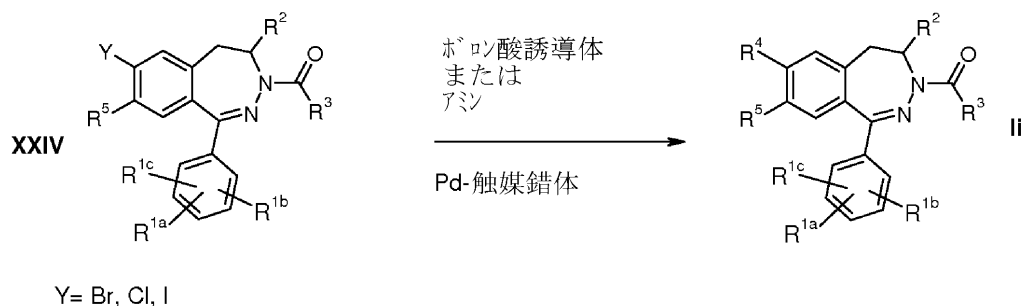 R²
Y
O
N
R³
R⁵
N
XXIV
R¹ᶜ
R¹ᵇ
R¹ᵃ
Y= Br, Cl, I
ボロン酸誘導体
または
アミン
Pd-触媒錯体
R²
R⁴
O
N
R³
R⁵
N
Ii
R¹ᶜ
R¹ᵇ
R¹ᵃ